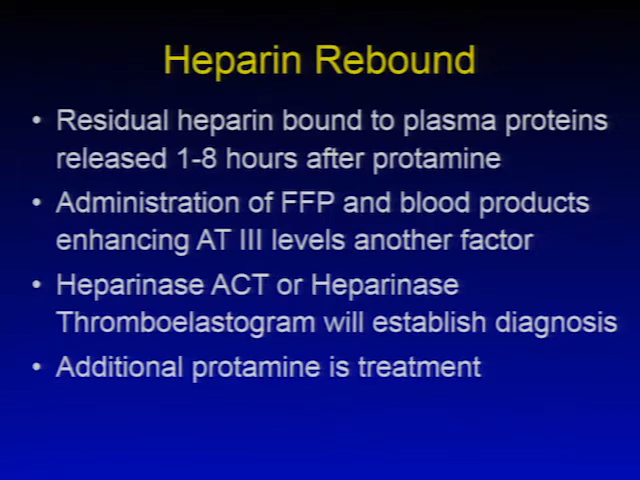 Heparin Rebound
• Residual heparin bound to plasma proteins
released 1-8 hours after protamine
• Administration of FFP and blood products
enhancing AT III levels another factor
• Heparinase ACT or Heparinase
Thromboelastogram will establish diagnosis
• Additional protamine is treatment